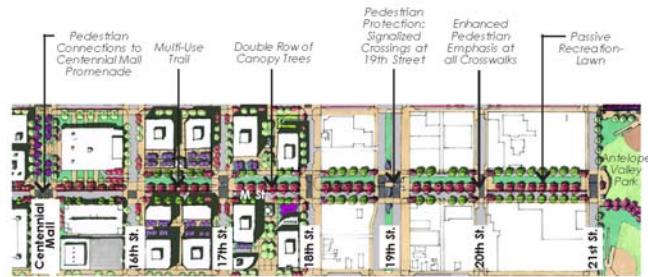 Pedestrian
Connections to
Centennial Mall
Promenade
Multi-Use
Trail
Double Row of
Canopy Trees
Pedestrian
Protection:
Signalized
Crossings at
19th Street
Enhanced
Pedestrian
Emphasis at
all Crosswalks
Passive
Recreation-
Lawn
Antelope
Valley
Park
M St.
Centennial
Mall
16th St.
17th St.
18th St.
19th St.
20th St.
21st St.